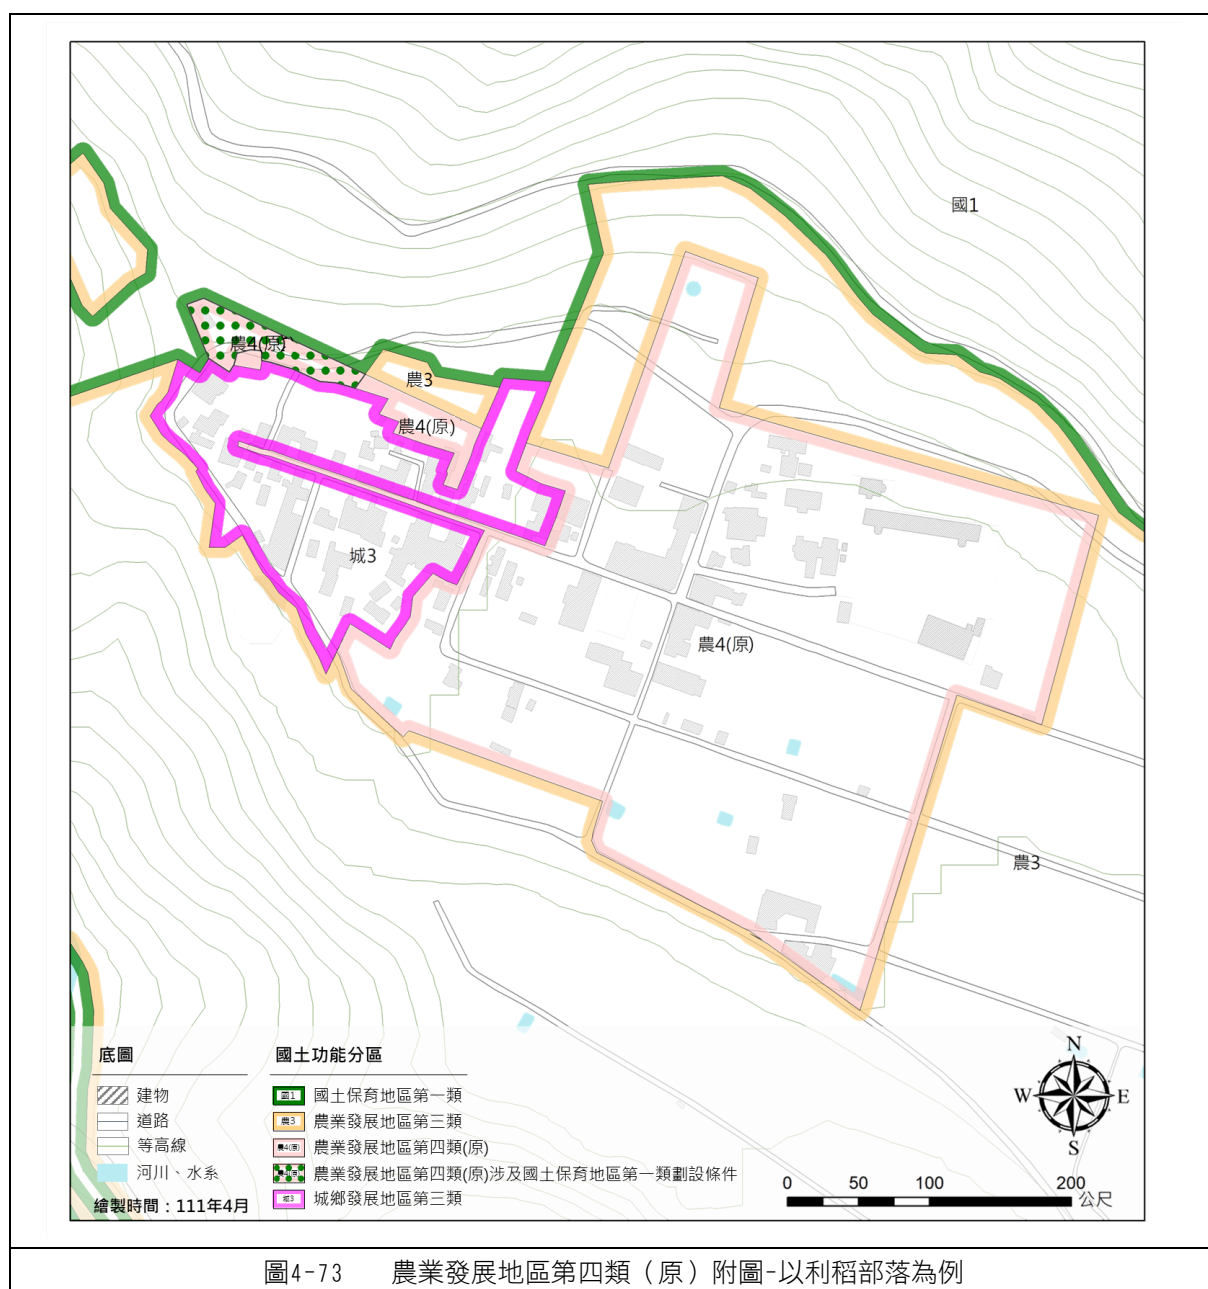 國1
農4(原)
農3
農4(原)
城3
農4(原)
農3
底圖
建物
道路
等高線
河川、水系
繪製時間：111年4月
國土功能分區
國1 國土保育地區第一類
農3 農業發展地區第三類
農4(原) 農業發展地區第四類(原)
農4(原) 農業發展地區第四類(原)涉及國土保育地區第一類劃設條件
城3 城鄉發展地區第三類
N
W E
S
0 50 100 200
公尺
圖4-73 農業發展地區第四類（原）附圖-以利稻部落為例